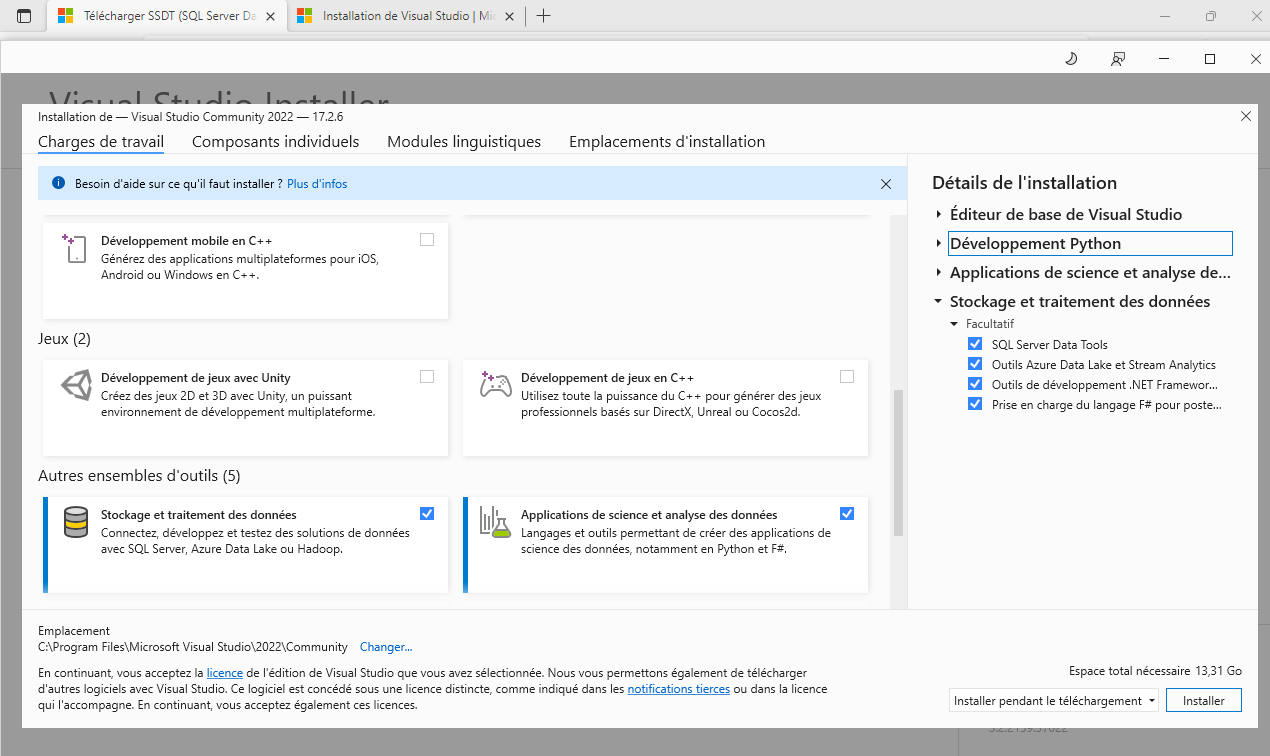 Télécharger SSDT (SQL Server Da
Installation de Visual Studio | Mi
Visual Studio Installer
Installation de — Visual Studio Community 2022 — 17.2.6
Charges de travail
Composants individuels
Modules linguistiques
Emplacements d'installation
Besoin d'aide sur ce qu'il faut installer ? Plus d'infos
Développement mobile en C++
Générez des applications multiplateformes pour iOS,
Android ou Windows en C++.
Jeux (2)
Développement de jeux avec Unity
Créez des jeux 2D et 3D avec Unity, un puissant
environnement de développement multiplateforme.
Développement de jeux en C++
Utilisez toute la puissance du C++ pour générer des jeux
professionnels basés sur DirectX, Unreal ou Cocos2d.
Autres ensembles d'outils (5)
Stockage et traitement des données
Connectez, développez et testez des solutions de données
avec SQL Server, Azure Data Lake ou Hadoop.
Applications de science et analyse des données
Langages et outils permettant de créer des applications de
science des données, notamment en Python et F#.
Détails de l'installation
Éditeur de base de Visual Studio
Développement Python
Applications de science et analyse de...
Stockage et traitement des données
Facultatif
SQL Server Data Tools
Outils Azure Data Lake et Stream Analytics
Outils de développement .NET Framewor...
Prise en charge du langage F# pour poste...
Emplacement
C:\Program Files\Microsoft Visual Studio\2022\Community Changer...
En continuant, vous acceptez la licence de l'édition de Visual Studio que vous avez sélectionnée. Nous vous permettons également de télécharger
d'autres logiciels avec Visual Studio. Ce logiciel est concédé sous une licence distincte, comme indiqué dans les notifications tierces ou dans la licence
qui l'accompagne. En continuant, vous acceptez également ces licences.
Espace total nécessaire 13,31 Go
Installer pendant le téléchargement
Installer